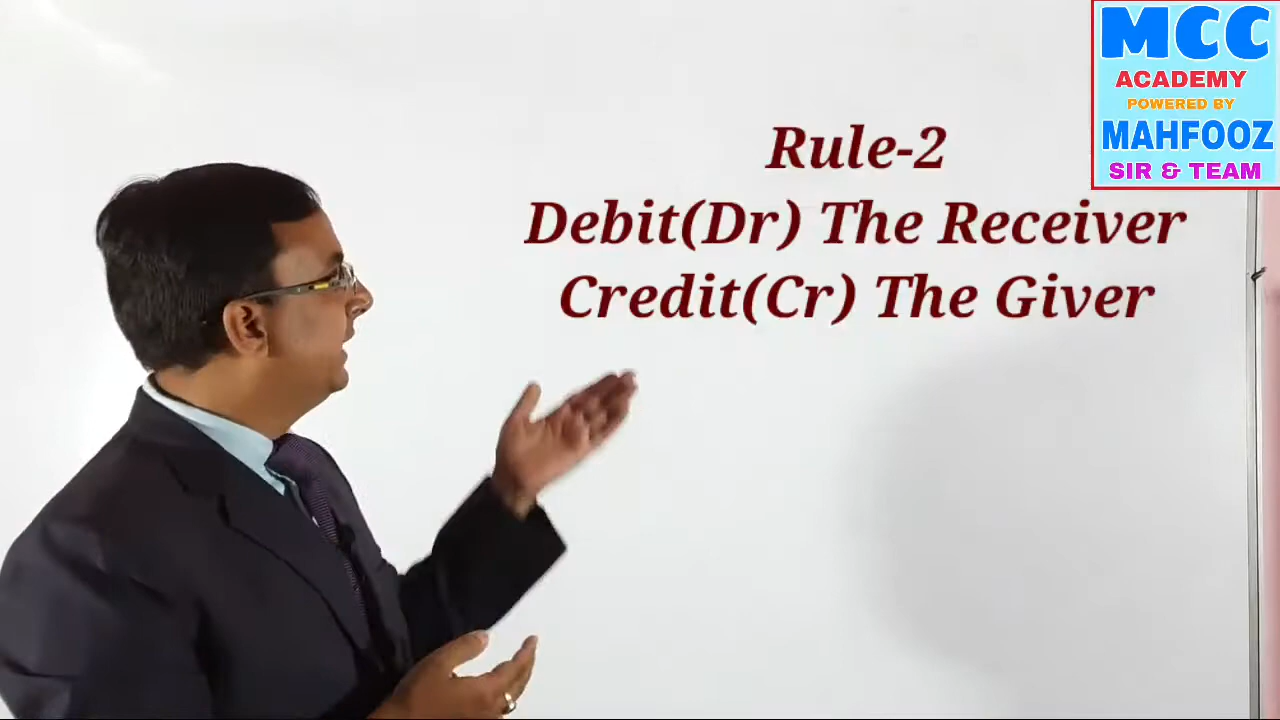 MCC
ACADEMY
POWERED BY
MAHFOOZ
SIR & TEAM
Rule-2
Debit(Dr) The Receiver
Credit(Cr) The Giver